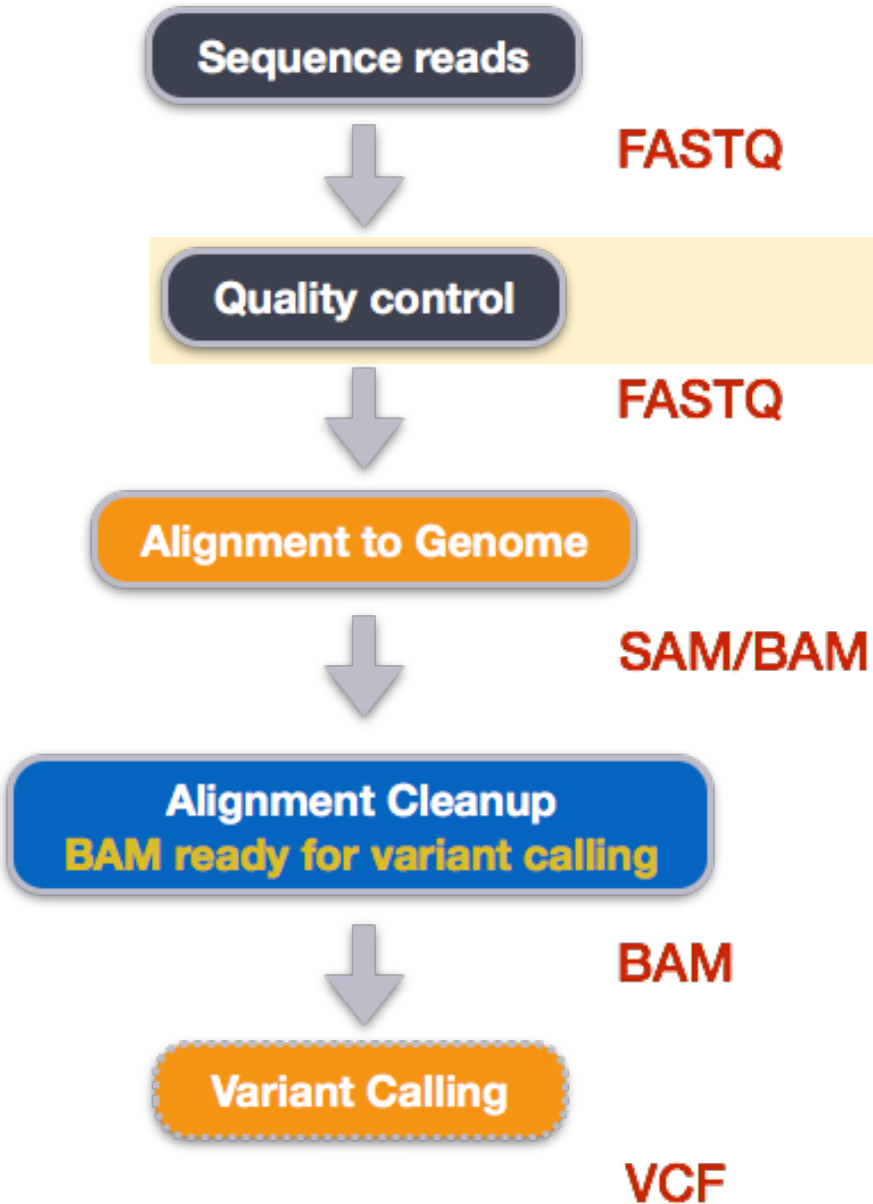 Sequence reads
FASTQ
Quality control
FASTQ
Alignment to Genome
SAM/BAM
Alignment Cleanup
BAM ready for variant calling
BAM
Variant Calling
VCF